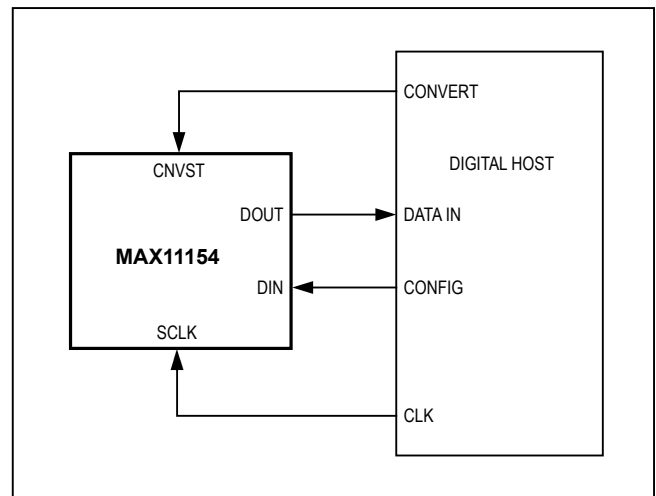 CONVERT
CNVST
DIGITAL HOST
DOUT
DATA IN
MAX11154
DIN
CONFIG
SCLK
CLK